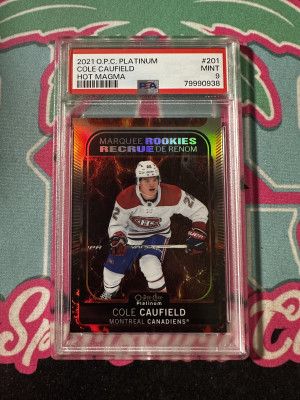 2021 O.P.C. PLATINUM #201
COLE CAUFIELD MINT
HOT MAGMA 9
PSA 79990938
MARQUEE ROOKIES
RECRUE DE RENOM
22
O-Pee-Chee
Platinum
COLE CAUFIELD
MONTREAL CANADIENS®